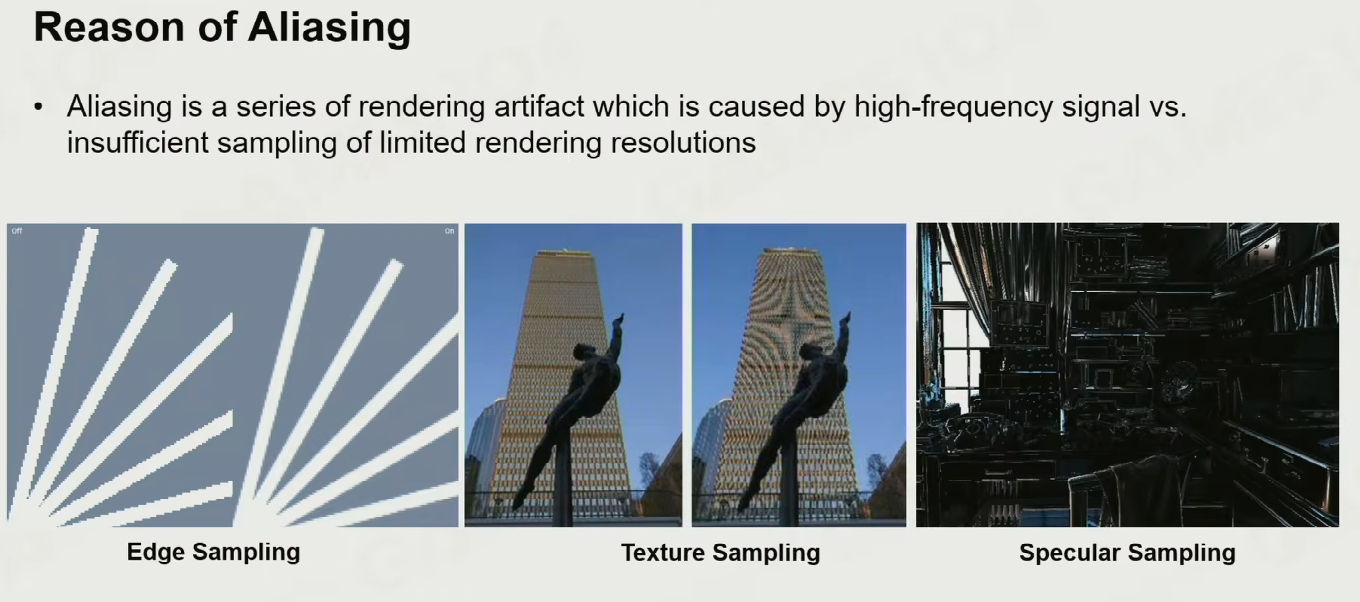 Reason of Aliasing
• Aliasing is a series of rendering artifact which is caused by high-frequency signal vs.
insufficient sampling of limited rendering resolutions
Off
On
Edge Sampling
Texture Sampling
Specular Sampling